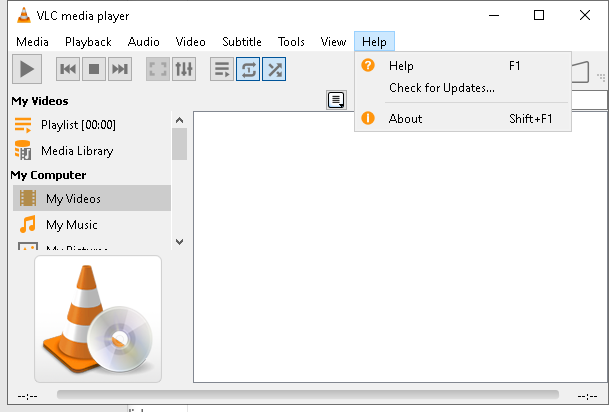 VLC media player
Media Playback Audio Video Subtitle Tools View Help
Help F1
Check for Updates...
About Shift+F1
My Videos
Playlist [00:00]
Media Library
My Computer
My Videos
My Music
My Pictures
--:-- --:--